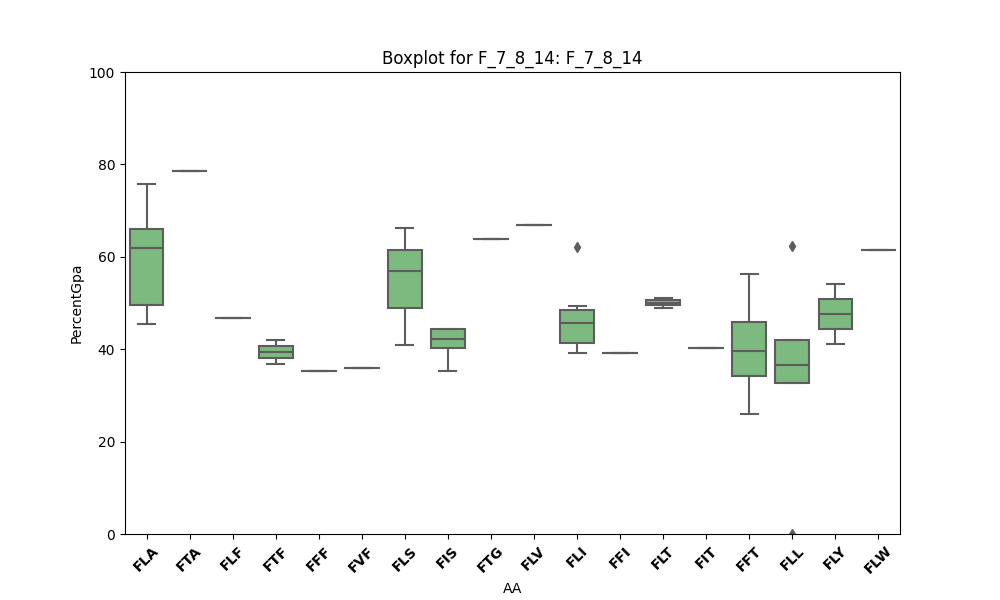 Boxplot for F_7_8_14: F_7_8_14
100
80
60
40
20
0
PercentGpa
FLA FTA FLF FTF FFF FVF FLS FIS FTG FLV FLI FFI FLT FIT FFT FLL FLY FLW
AA